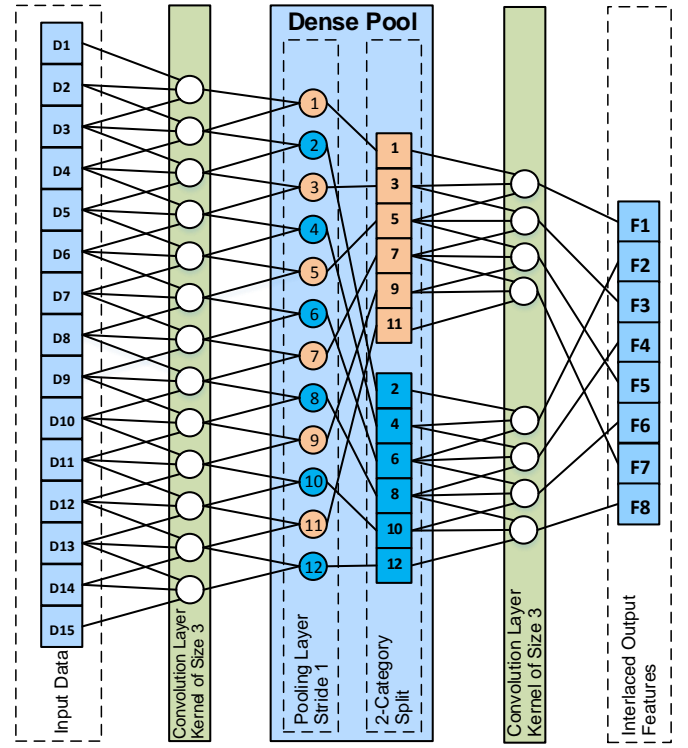 Dense Pool
D1
D2
D3
D4
D5
D6
D7
D8
D9
D10
D11
D12
D13
D14
D15
Input Data
Convolution Layer
Kernel of Size 3
1
2
3
4
5
6
7
8
9
10
11
12
Pooling Layer
Stride 1
1
3
5
7
9
11
2
4
6
8
10
12
2-Category
Split
Convolution Layer
Kernel of Size 3
F1
F2
F3
F4
F5
F6
F7
F8
Interlaced Output
Features